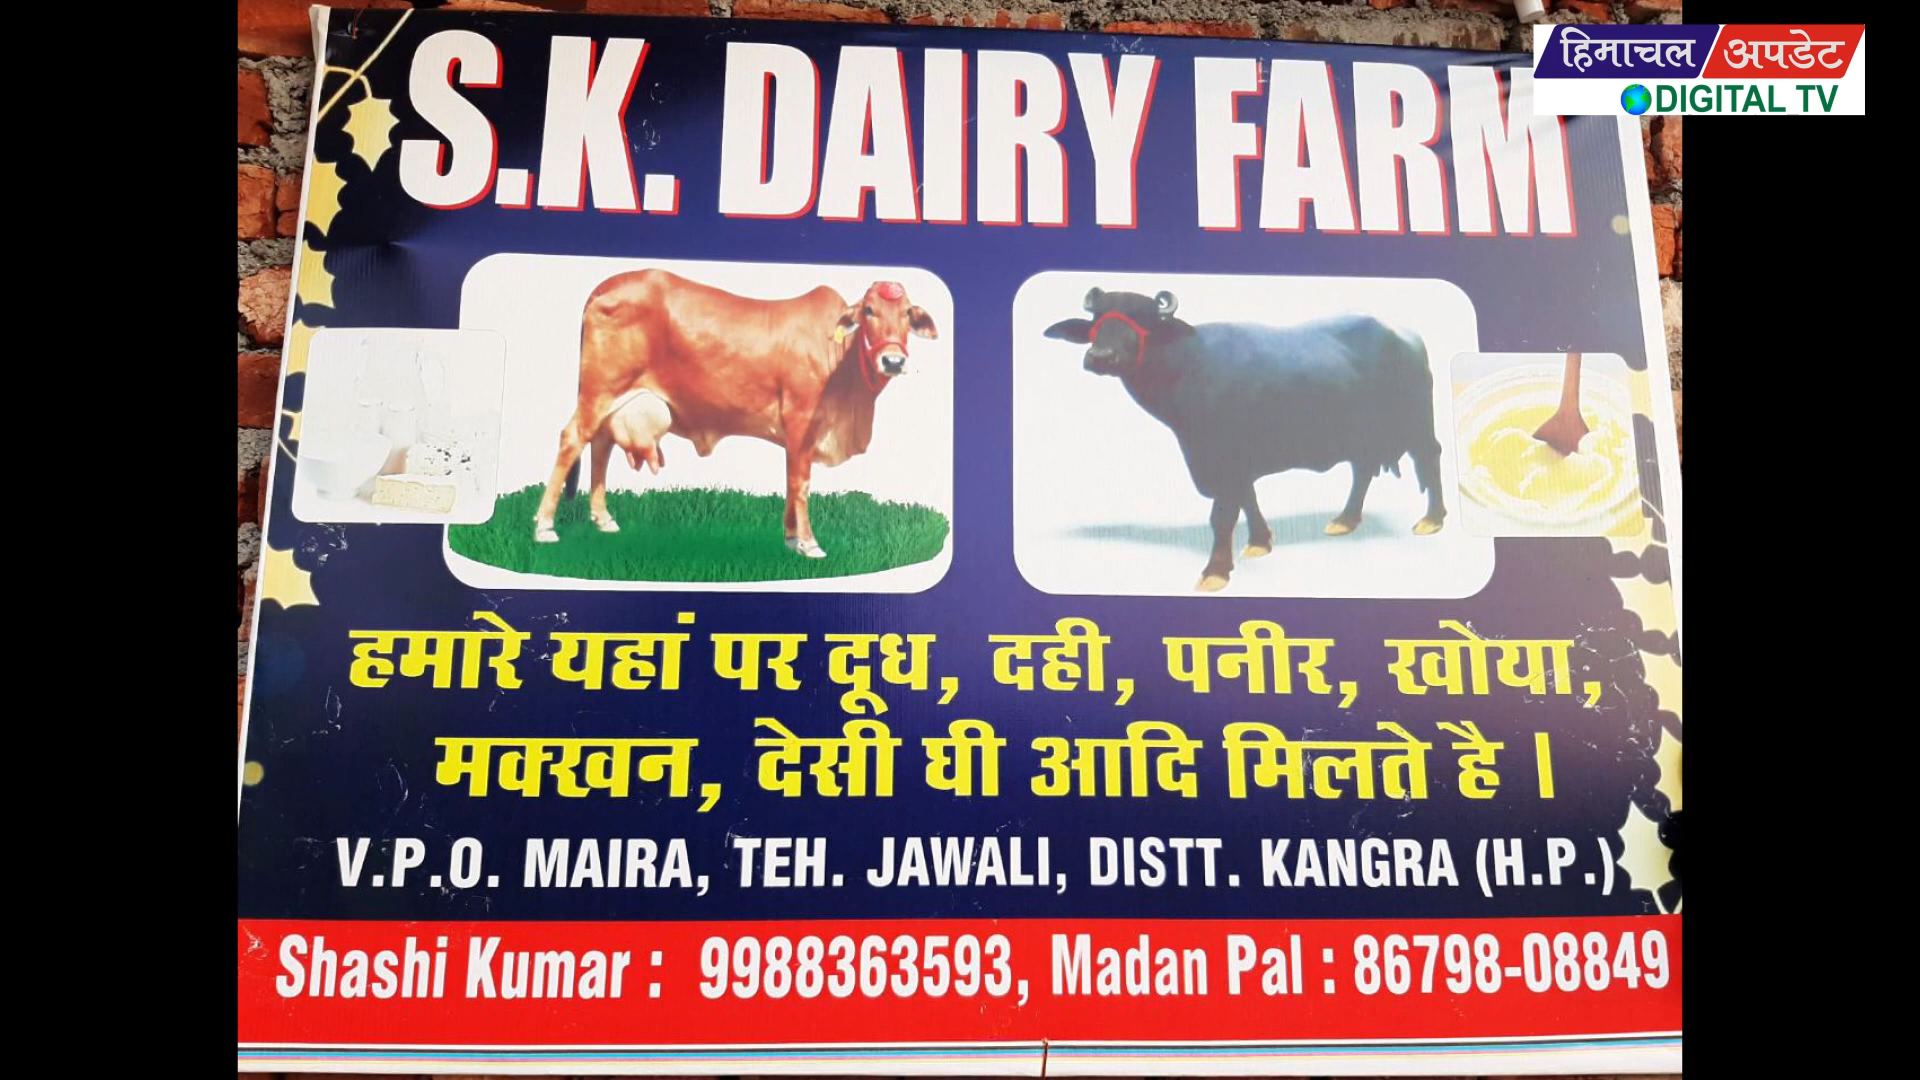 हिमाचल अपडेट
DIGITAL TV
S.K. DAIRY FARM
हमारे यहां पर दूध, दही, पनीर, खोया,
मक्खन, देसी घी आदि मिलते है ।
V.P.O. MAIRA, TEH. JAWALI, DISTT. KANGRA (H.P.)
Shashi Kumar : 9988363593, Madan Pal : 86798-08849